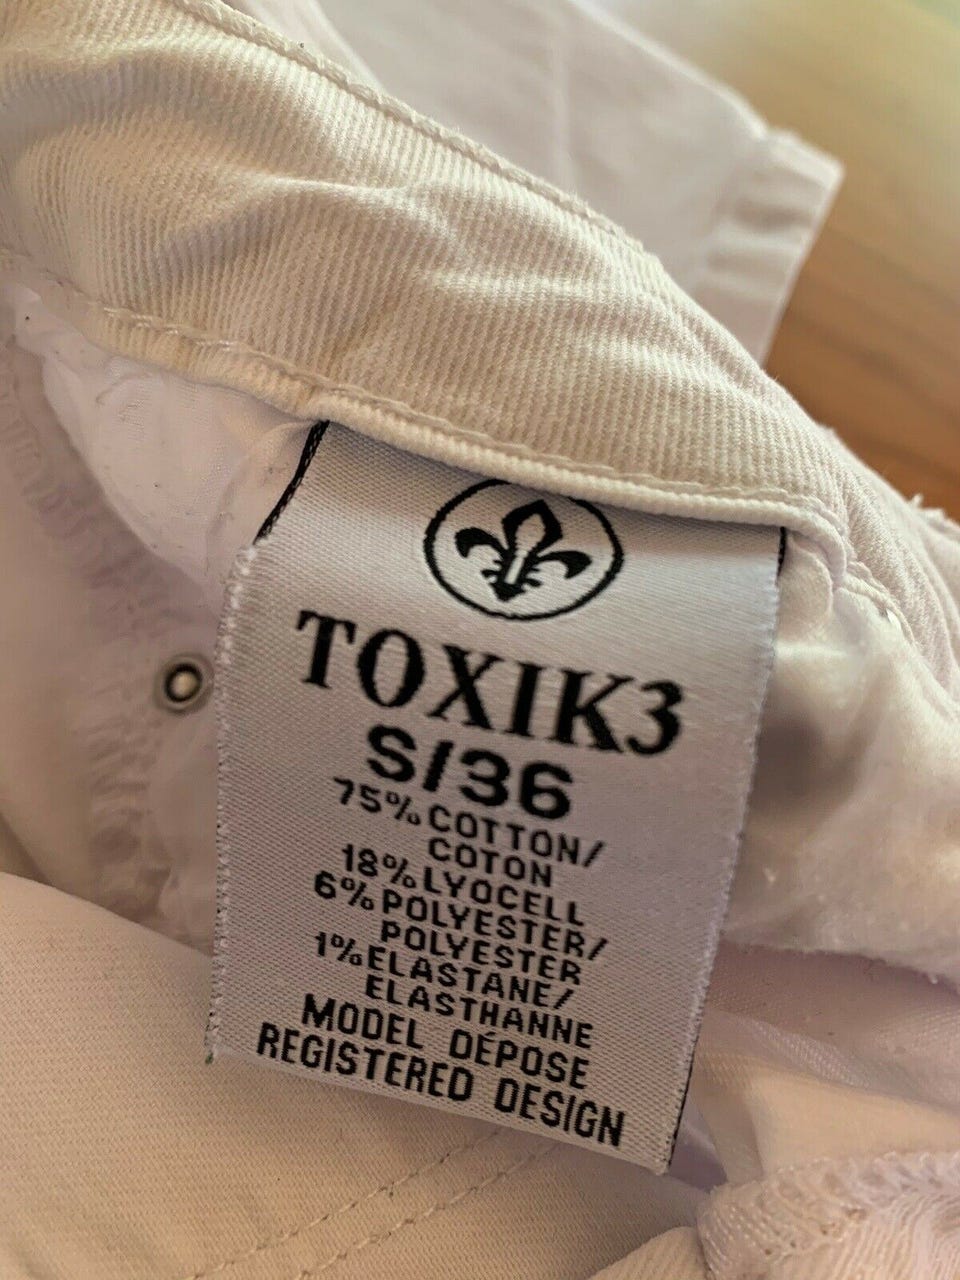 TOXIK3
S/36
75% COTTON/
COTON
18% LYOCELL
6% POLYESTER/
POLYESTER
1% ELASTANE/
ELASTHANNE
MODEL DÉPOSE
REGISTERED DESIGN